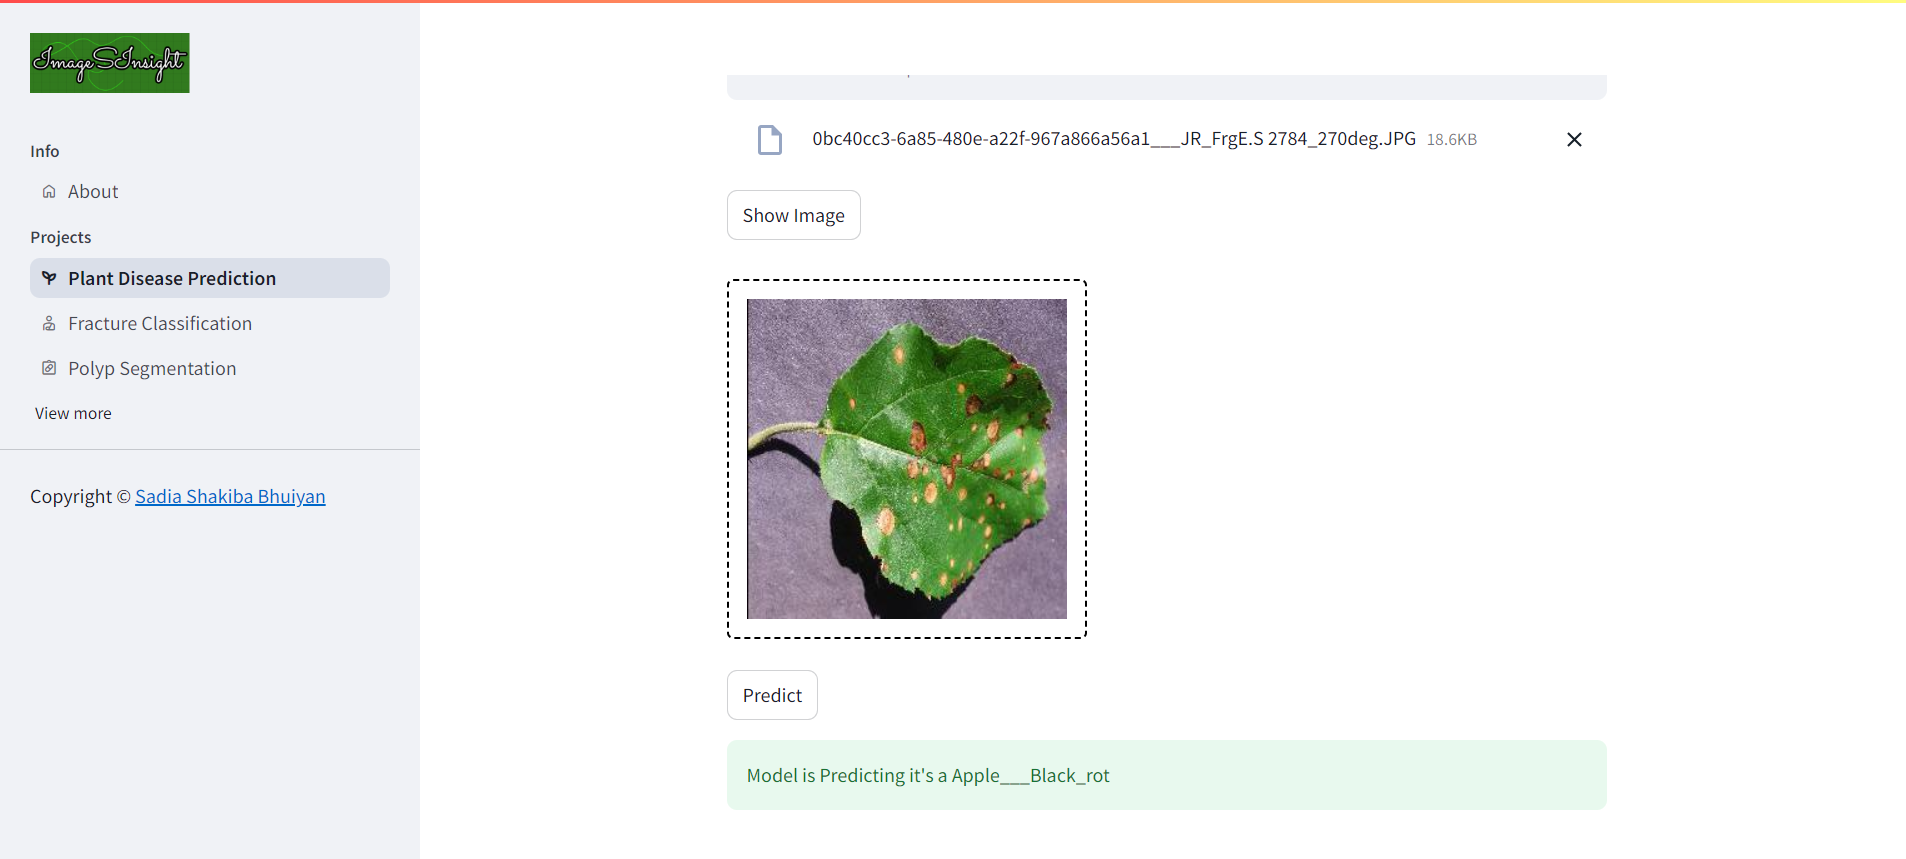 ImageSInsight
Info
About
Projects
Plant Disease Prediction
Fracture Classification
Polyp Segmentation
View more
Copyright © Sadia Shakiba Bhuiyan
0bc40cc3-6a85-480e-a22f-967a866a56a1___JR_FrgE.S 2784_270deg.JPG 18.6KB
Show Image
Predict
Model is Predicting it's a Apple___Black_rot